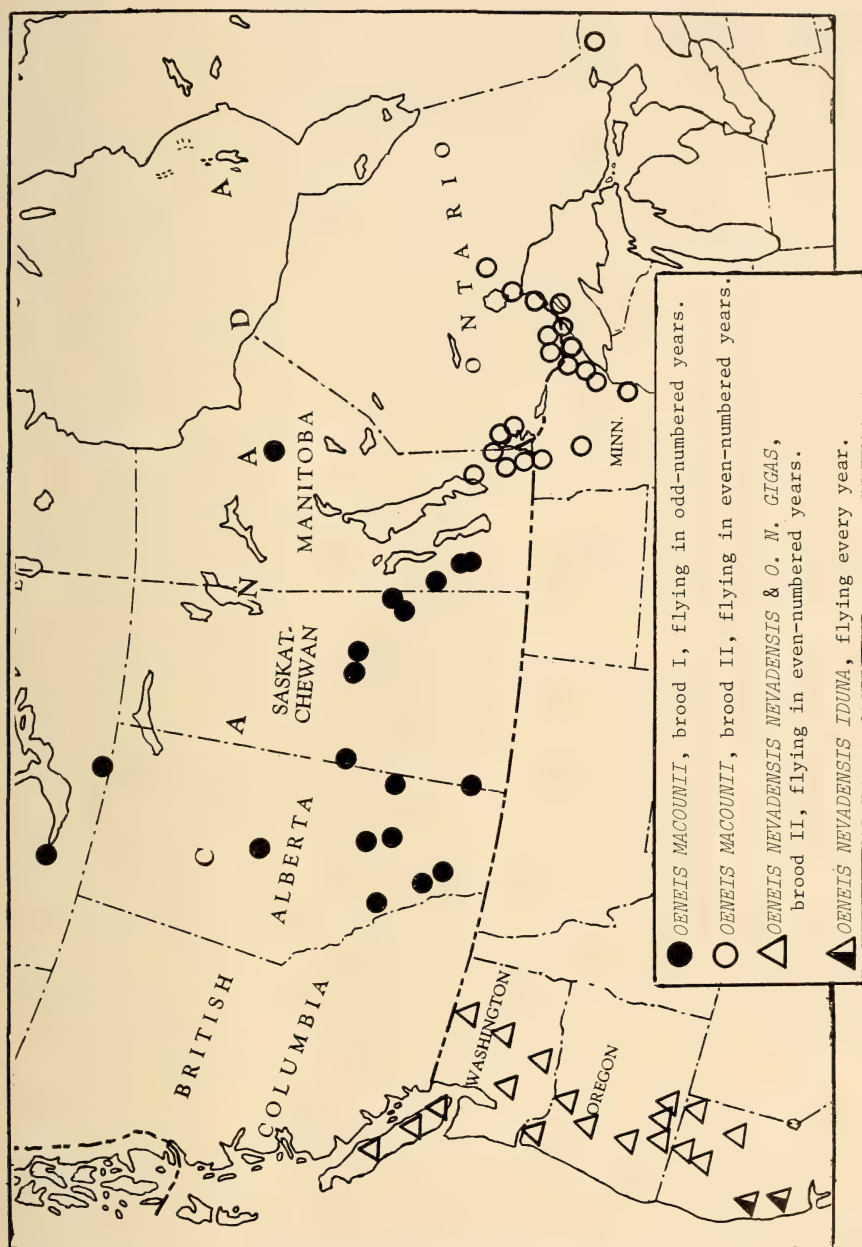 C A N A D A
BRITISH
COLUMBIA
ALBERTA
SASKAT-
CHEWAN
MANITOBA
ONTARIO
WASHINGTON
OREGON
MINN.
OENEIS MACOUNII, brood I, flying in odd-numbered years.
OENEIS MACOUNII, brood II, flying in even-numbered years.
OENEIS NEVADENSIS NEVADENSIS & O. N. GIGAS,
brood II, flying in even-numbered years.
OENEIS NEVADENSIS IDUNA, flying every year.